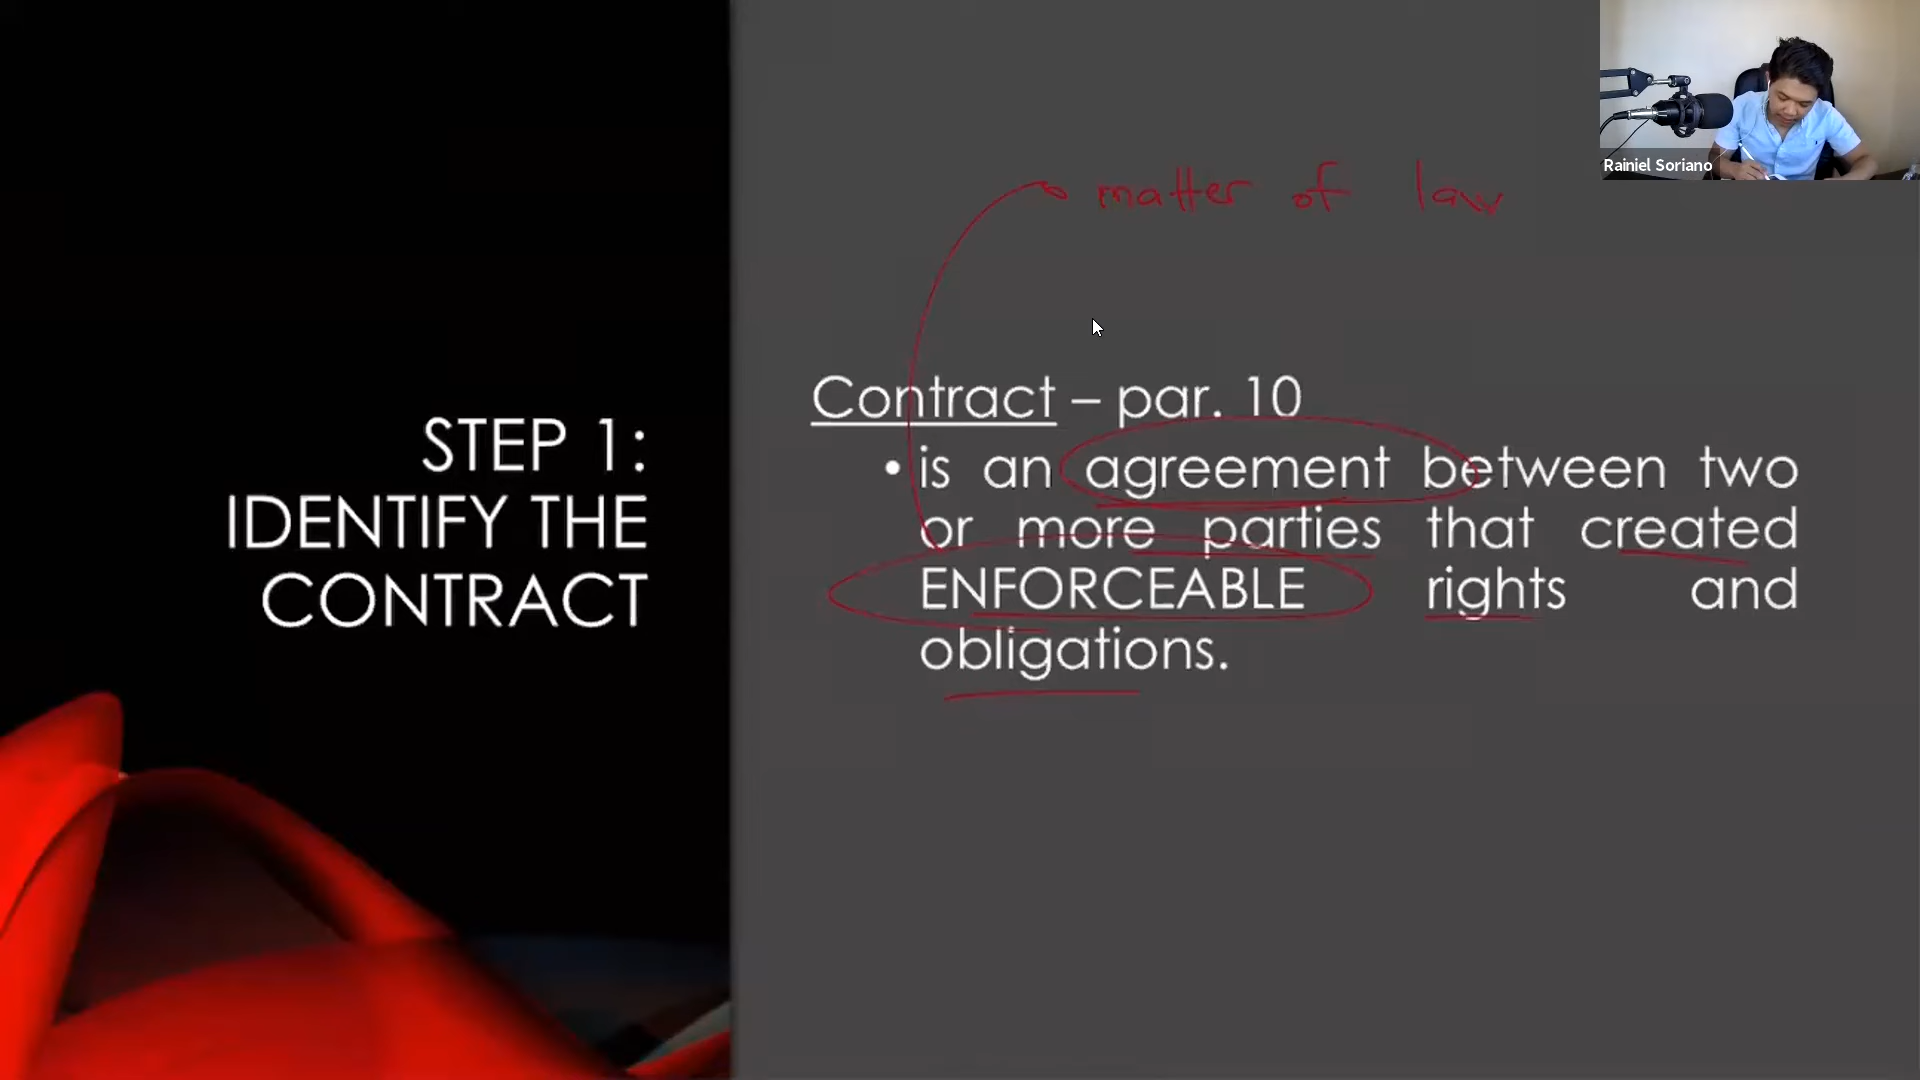 Rainiel Soriano
matter of law
STEP 1:
IDENTIFY THE
CONTRACT
Contract – par. 10
• is an agreement between two
or more parties that created
ENFORCEABLE rights and
obligations.